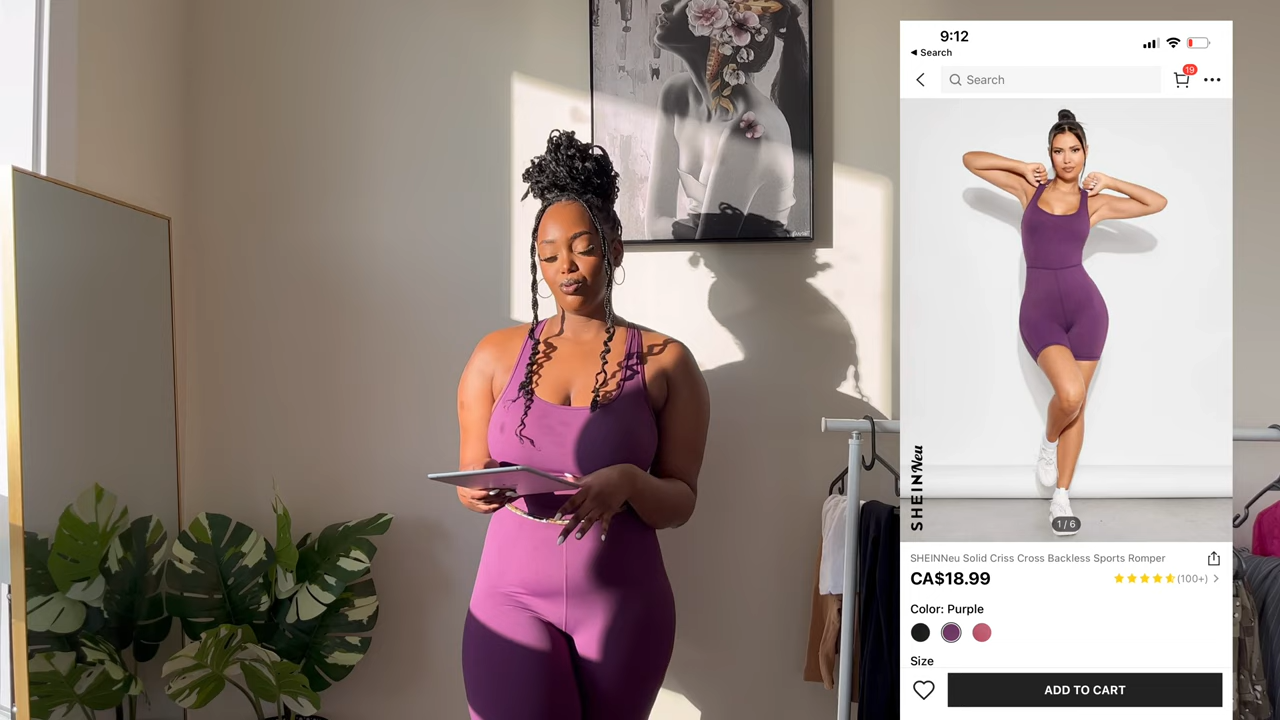 9:12
Search
19
Search
SHEINNeu
1 / 6
SHEINNeu Solid Criss Cross Backless Sports Romper
CA$18.99
(100+)
Color: Purple
Size
ADD TO CART